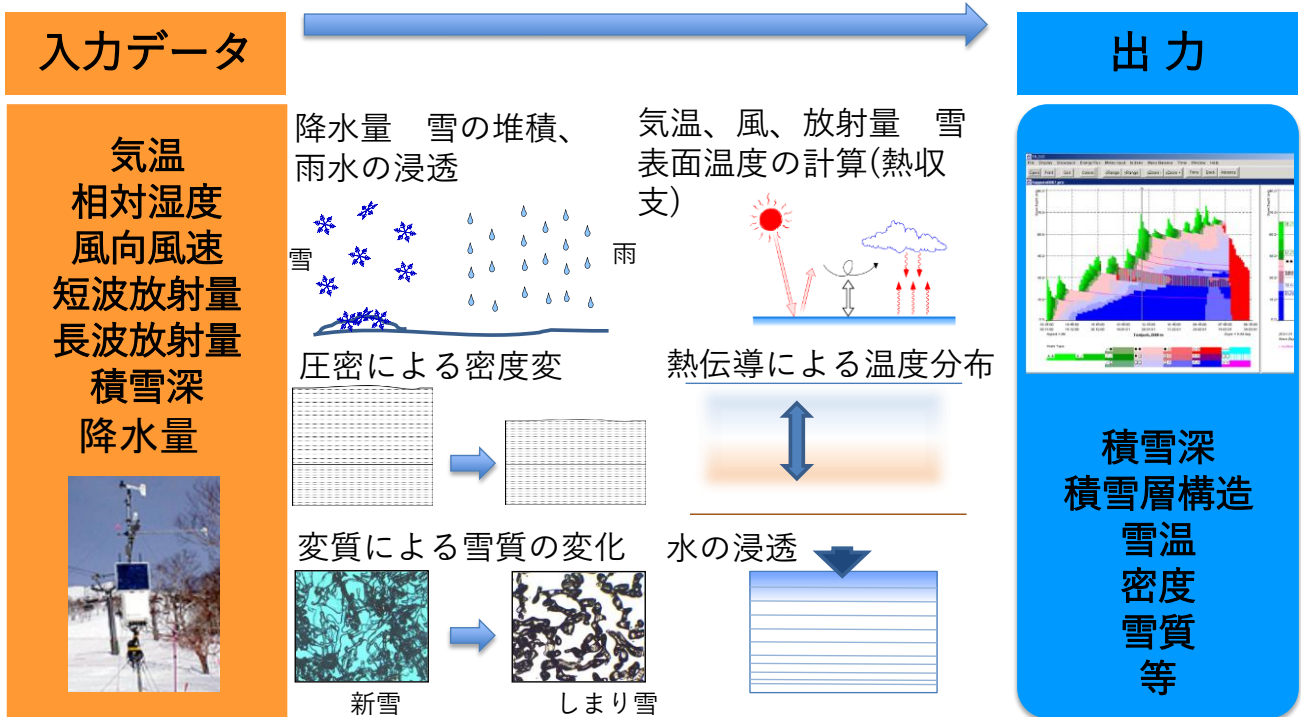 入力データ
気温
相対湿度
風向風速
短波放射量
長波放射量
積雪深
降水量
降水量　雪の堆積、
雨水の浸透
雪
雨
気温、風、放射量　雪
表面温度の計算(熱収
支)
圧密による密度変
熱伝導による温度分布
変質による雪質の変化
新雪
しまり雪
水の浸透
出 力
積雪深
積雪層構造
雪温
密度
雪質
等